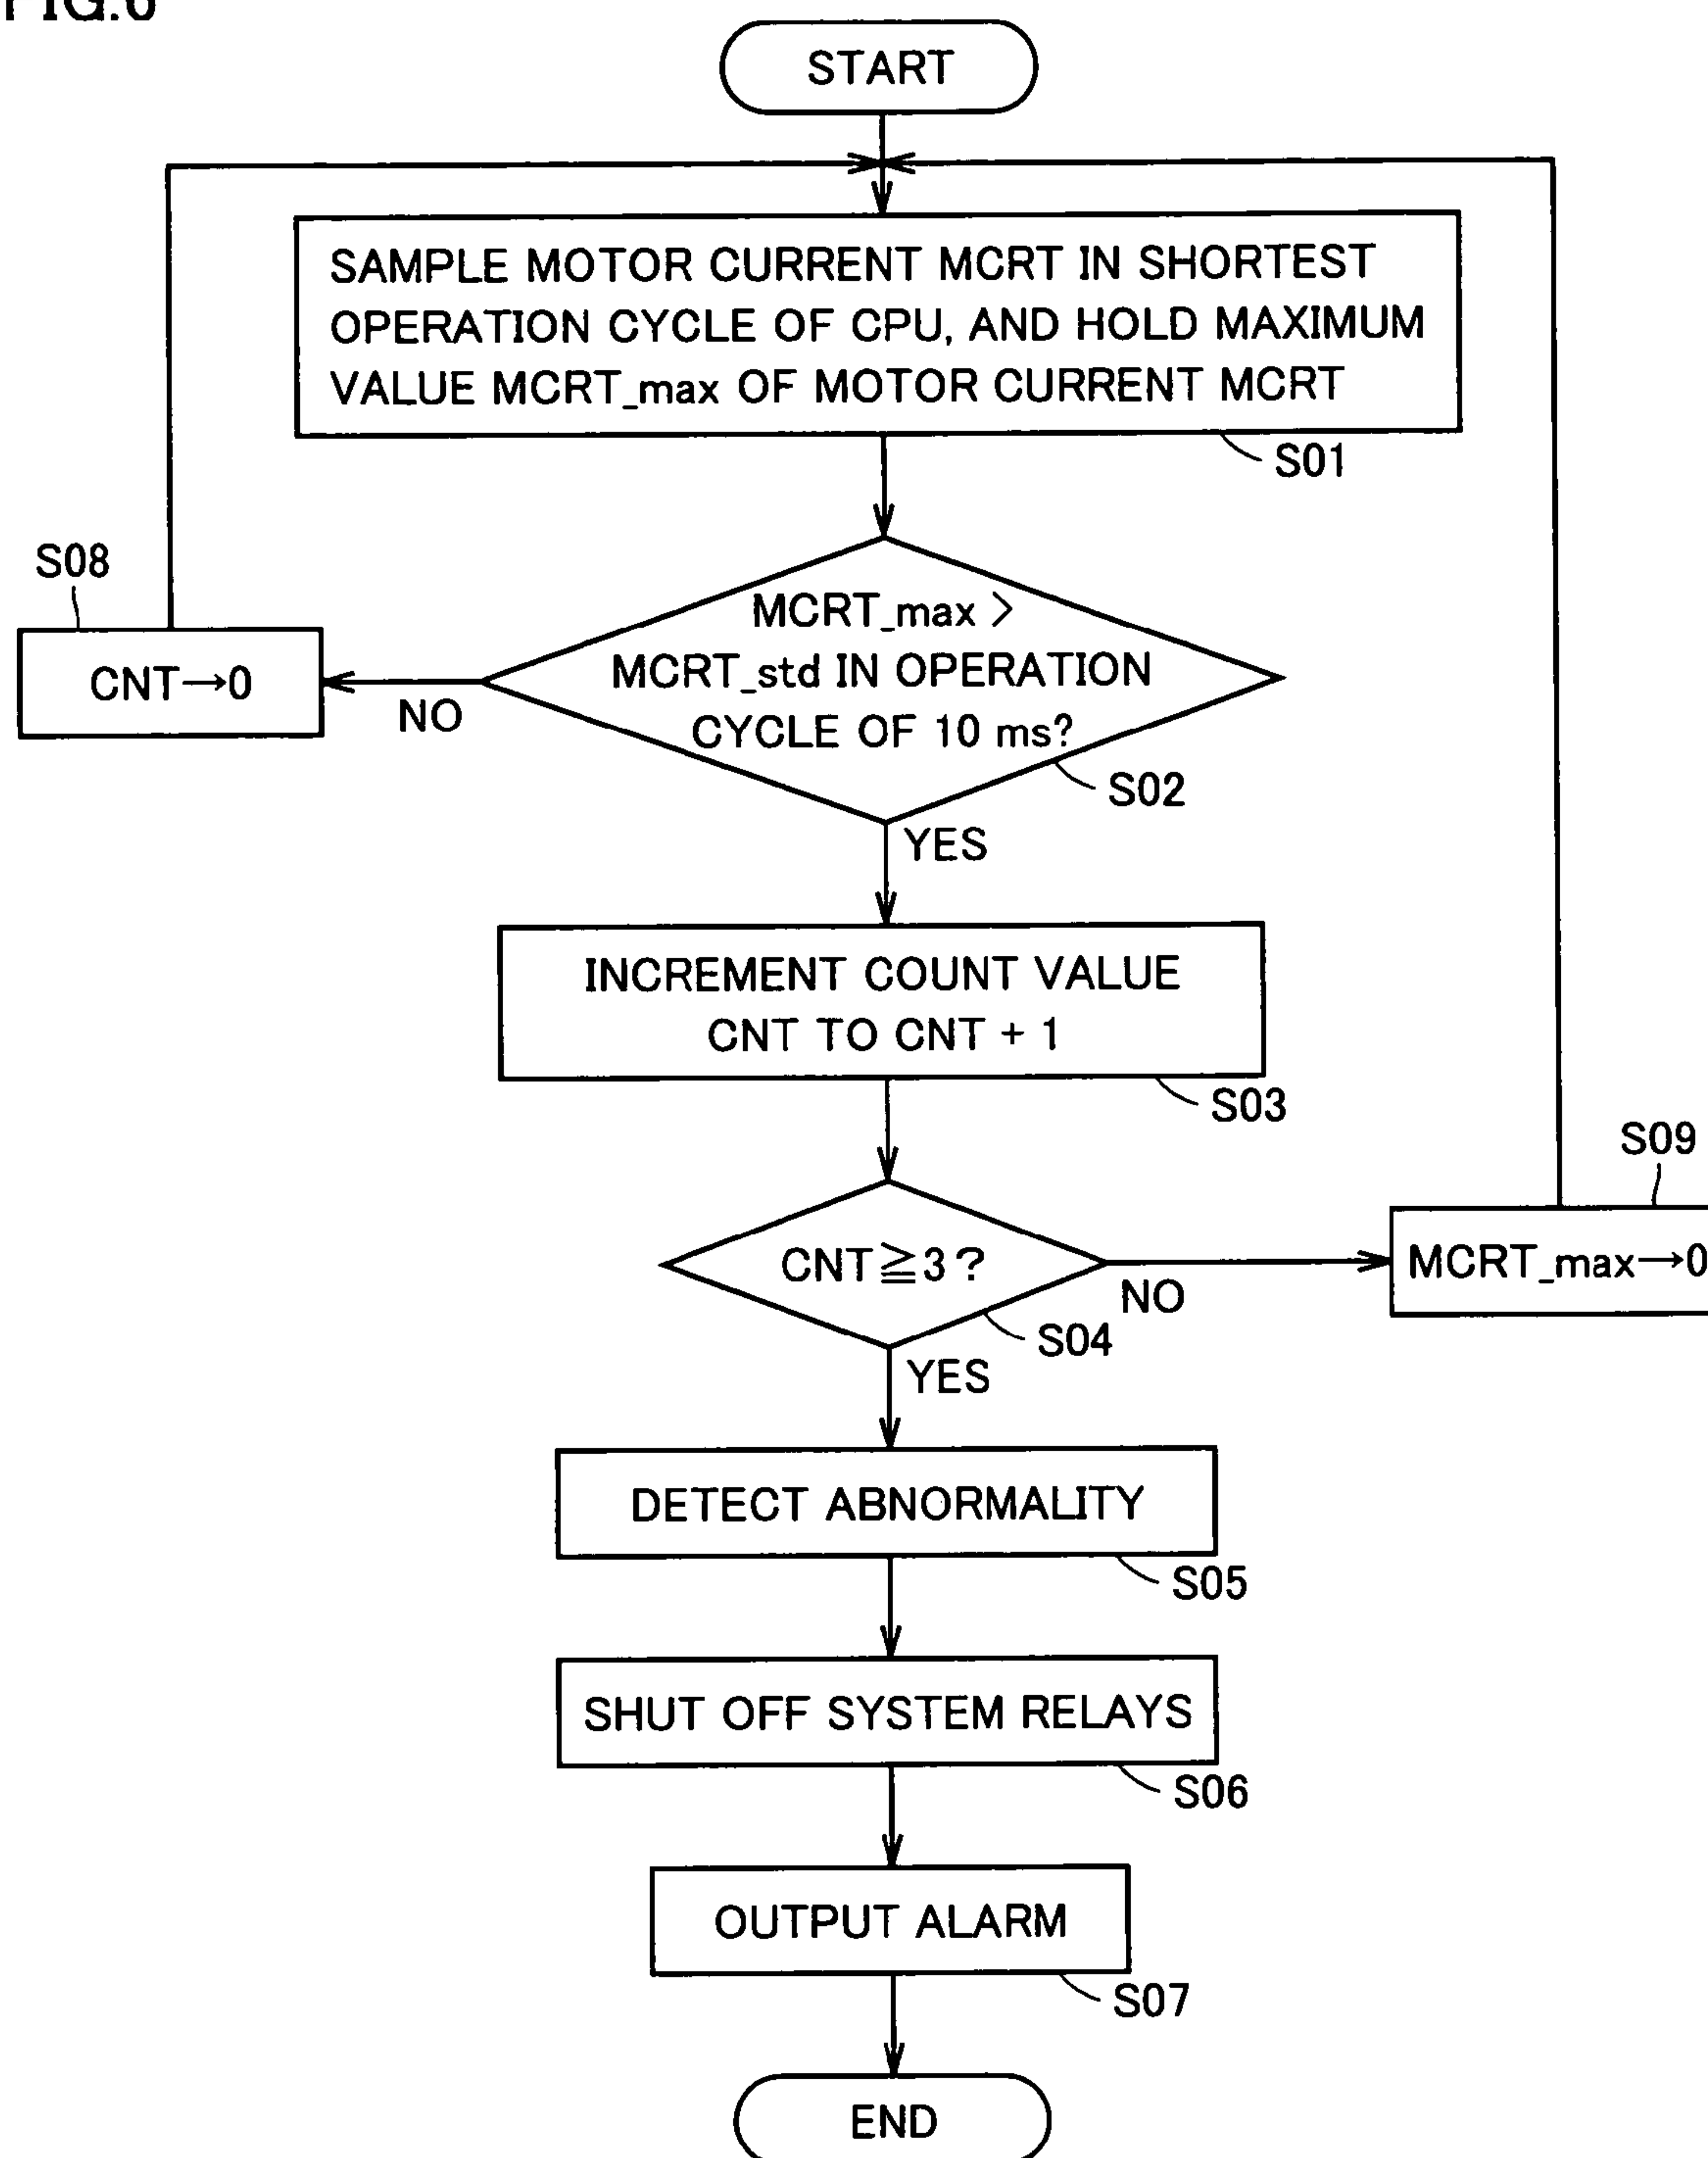 FIG.6
START
SAMPLE MOTOR CURRENT MCRT IN SHORTEST
OPERATION CYCLE OF CPU, AND HOLD MAXIMUM
VALUE MCRT_max OF MOTOR CURRENT MCRT
S01
S08
CNT→0
NO
MCRT_max >
MCRT_std IN OPERATION
CYCLE OF 10 ms?
S02
YES
INCREMENT COUNT VALUE
CNT TO CNT + 1
S03
S09
CNT≧3?
NO
MCRT_max→0
S04
YES
DETECT ABNORMALITY
S05
SHUT OFF SYSTEM RELAYS
S06
OUTPUT ALARM
S07
END